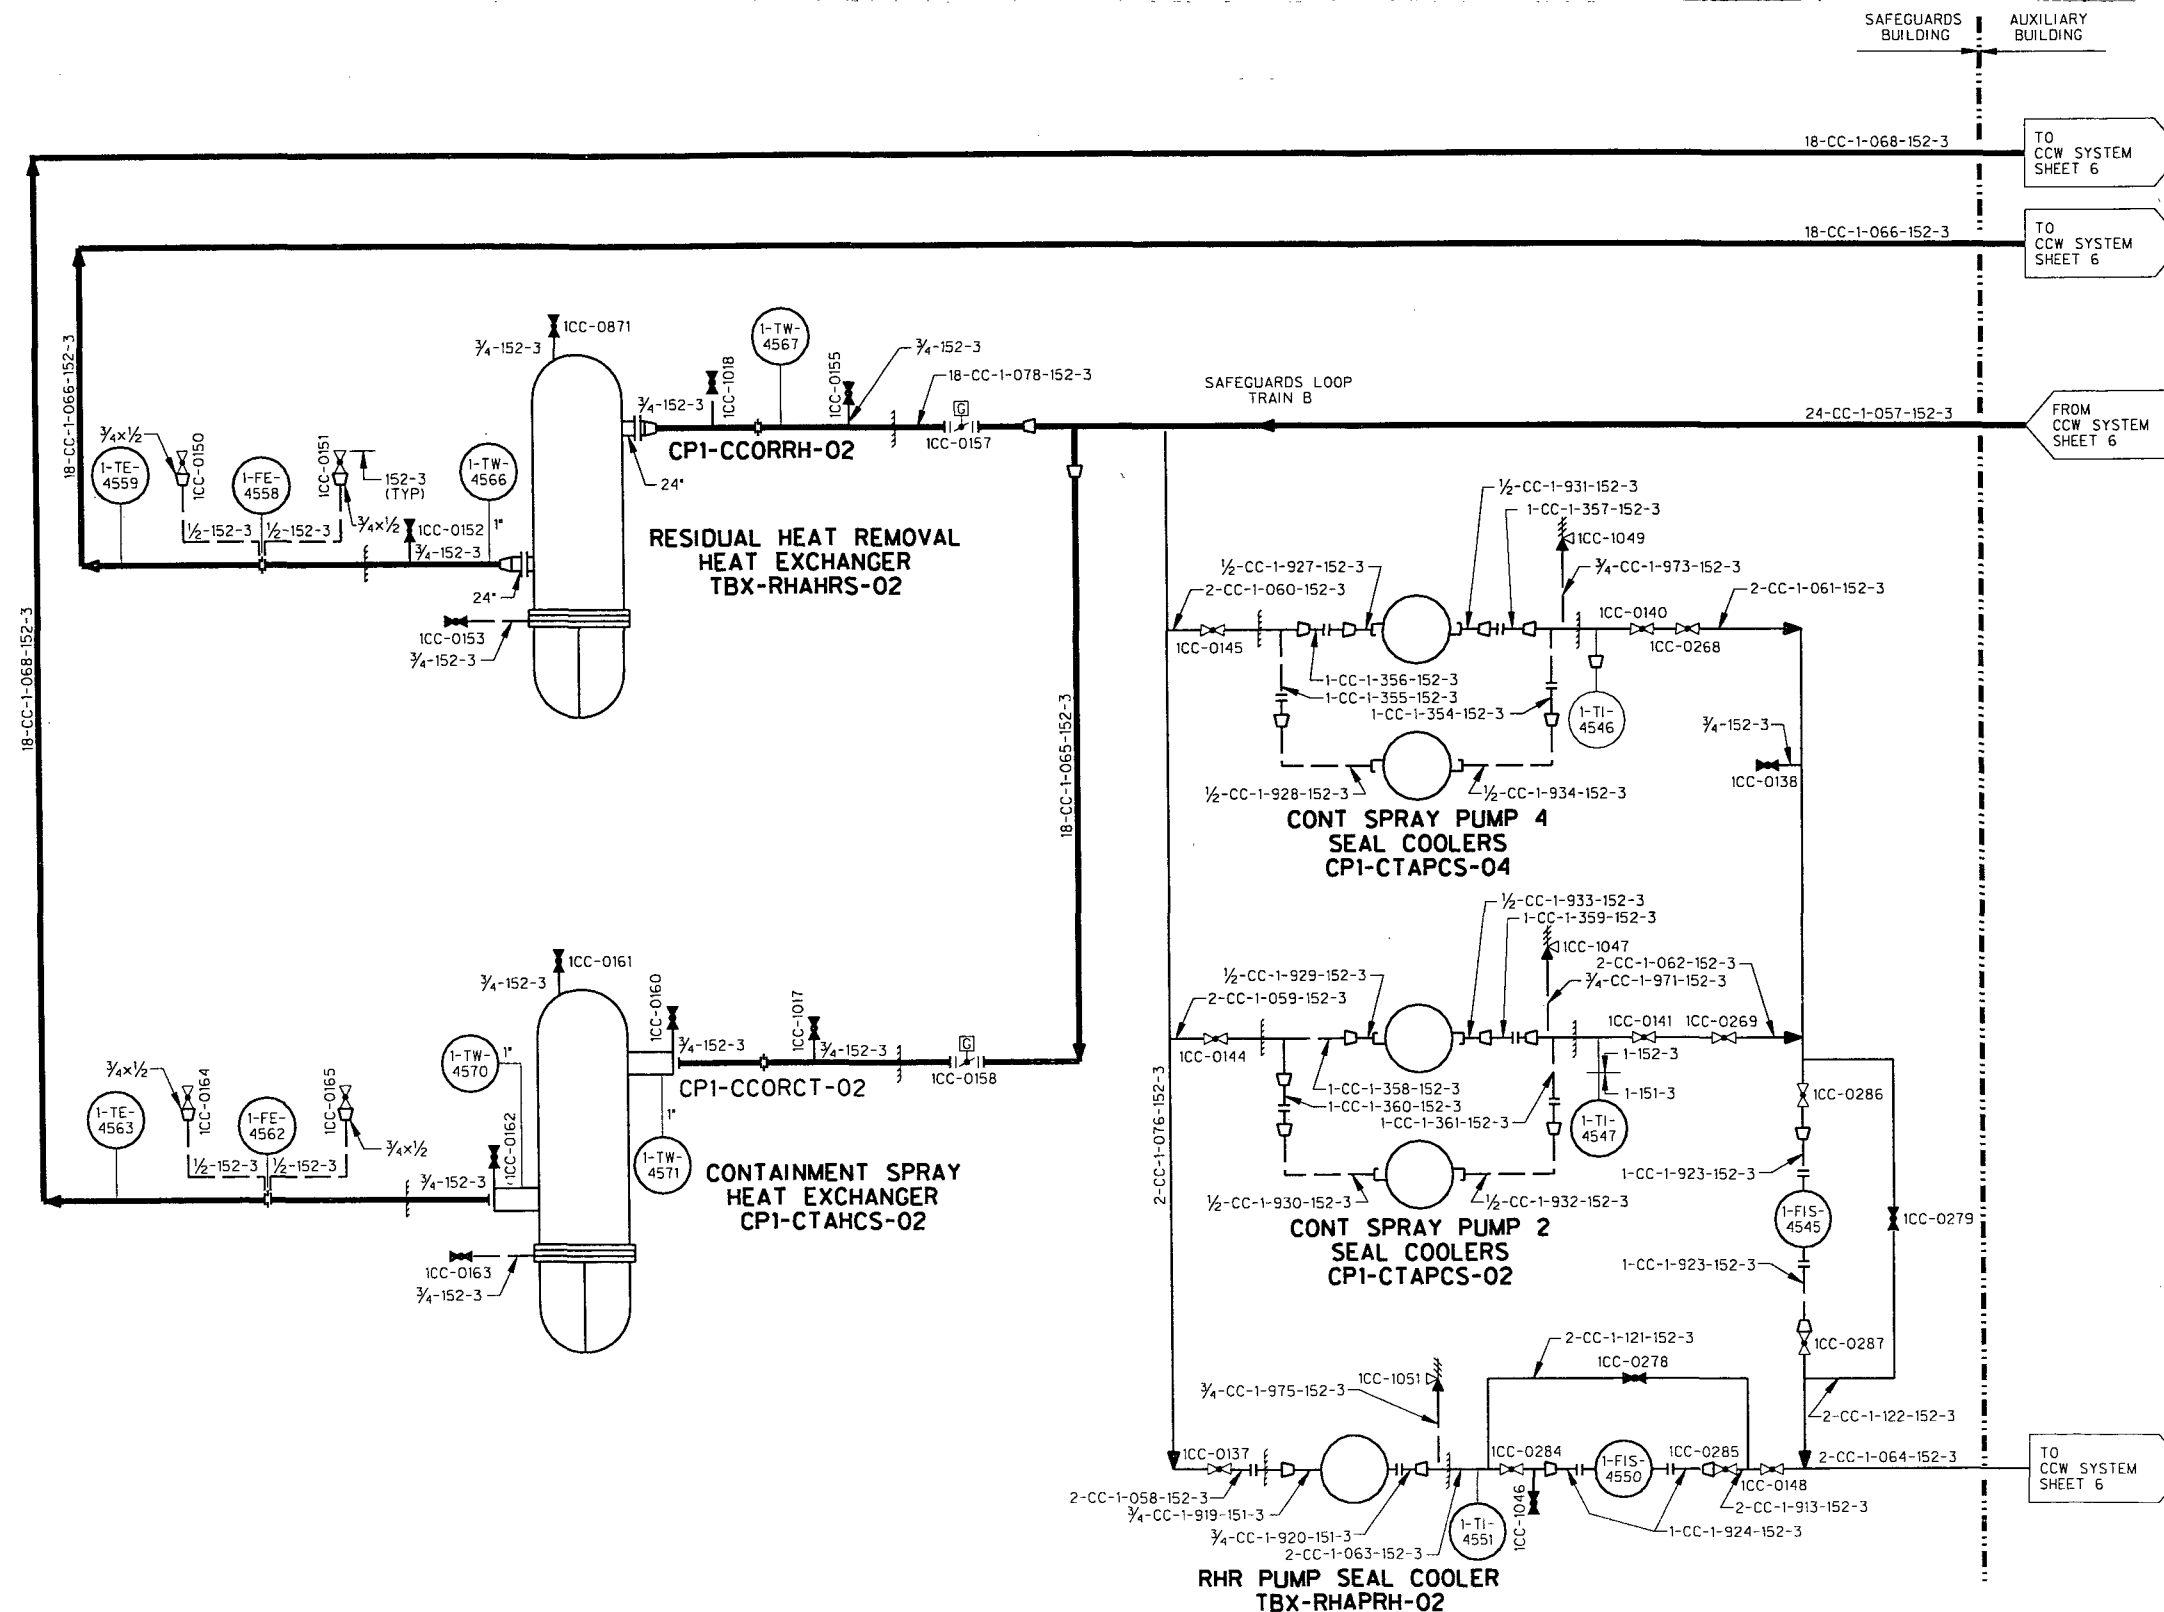 SAFEGUARDS
BUILDING
AUXILIARY
BUILDING
18-CC-1-068-152-3
TO
CCW SYSTEM
SHEET 6
18-CC-1-066-152-3
TO
CCW SYSTEM
SHEET 6
24-CC-1-057-152-3
FROM
CCW SYSTEM
SHEET 6
SAFEGUARDS LOOP
TRAIN B
18-CC-1-068-152-3
18-CC-1-066-152-3
1CC-0871
¾-152-3
1-TW-
4567
1CC-1018
1CC-0155
¾-152-3
18-CC-1-078-152-3
¾-152-3
G
1CC-0157
CP1-CCORRH-02
24"
¾x½
1CC-0150
1CC-0151
152-3
(TYP)
1-TE-
4559
1-FE-
4558
1-TW-
4566
½-152-3
½-152-3
¾x½
1CC-0152
1"
¾-152-3
24"
1CC-0153
¾-152-3
RESIDUAL HEAT REMOVAL
HEAT EXCHANGER
TBX-RHAHRS-02
18-CC-1-065-152-3
1CC-0161
¾-152-3
1CC-0160
1CC-1017
¾-152-3
¾-152-3
G
1CC-0158
CP1-CCORCT-02
1-TW-
4570
1"
1"
1-TW-
4571
1CC-0162
¾x½
1CC-0164
1CC-0165
1-TE-
4563
1-FE-
4562
½-152-3
½-152-3
¾x½
¾-152-3
1CC-0163
¾-152-3
CONTAINMENT SPRAY
HEAT EXCHANGER
CP1-CTAHCS-02
½-CC-1-931-152-3
1-CC-1-357-152-3
1CC-1049
½-CC-1-927-152-3
2-CC-1-060-152-3
¾-CC-1-973-152-3
2-CC-1-061-152-3
1CC-0140
1CC-0145
1CC-0268
1-CC-1-356-152-3
1-CC-1-355-152-3
1-CC-1-354-152-3
1-TI-
4546
¾-152-3
1CC-0138
½-CC-1-928-152-3
½-CC-1-934-152-3
CONT SPRAY PUMP 4
SEAL COOLERS
CP1-CTAPCS-04
½-CC-1-933-152-3
1-CC-1-359-152-3
1CC-1047
½-CC-1-929-152-3
2-CC-1-062-152-3
2-CC-1-059-152-3
¾-CC-1-971-152-3
1CC-0141
1CC-0269
1CC-0144
1-152-3
1-151-3
1-CC-1-358-152-3
1-CC-1-360-152-3
1-CC-1-361-152-3
1-TI-
4547
2-CC-1-076-152-3
½-CC-1-930-152-3
½-CC-1-932-152-3
CONT SPRAY PUMP 2
SEAL COOLERS
CP1-CTAPCS-02
1CC-0286
1-CC-1-923-152-3
1-FIS-
4545
1CC-0279
1-CC-1-923-152-3
1CC-0287
2-CC-1-122-152-3
2-CC-1-121-152-3
1CC-0278
1CC-1051
¾-CC-1-975-152-3
1CC-0137
1CC-0284
1-FIS-
4550
1CC-0285
2-CC-1-064-152-3
TO
CCW SYSTEM
SHEET 6
1CC-0148
2-CC-1-058-152-3
¾-CC-1-919-151-3
¾-CC-1-920-151-3
2-CC-1-063-152-3
1-TI-
4551
1CC-1046
2-CC-1-913-152-3
1-CC-1-924-152-3
RHR PUMP SEAL COOLER
TBX-RHAPRH-02